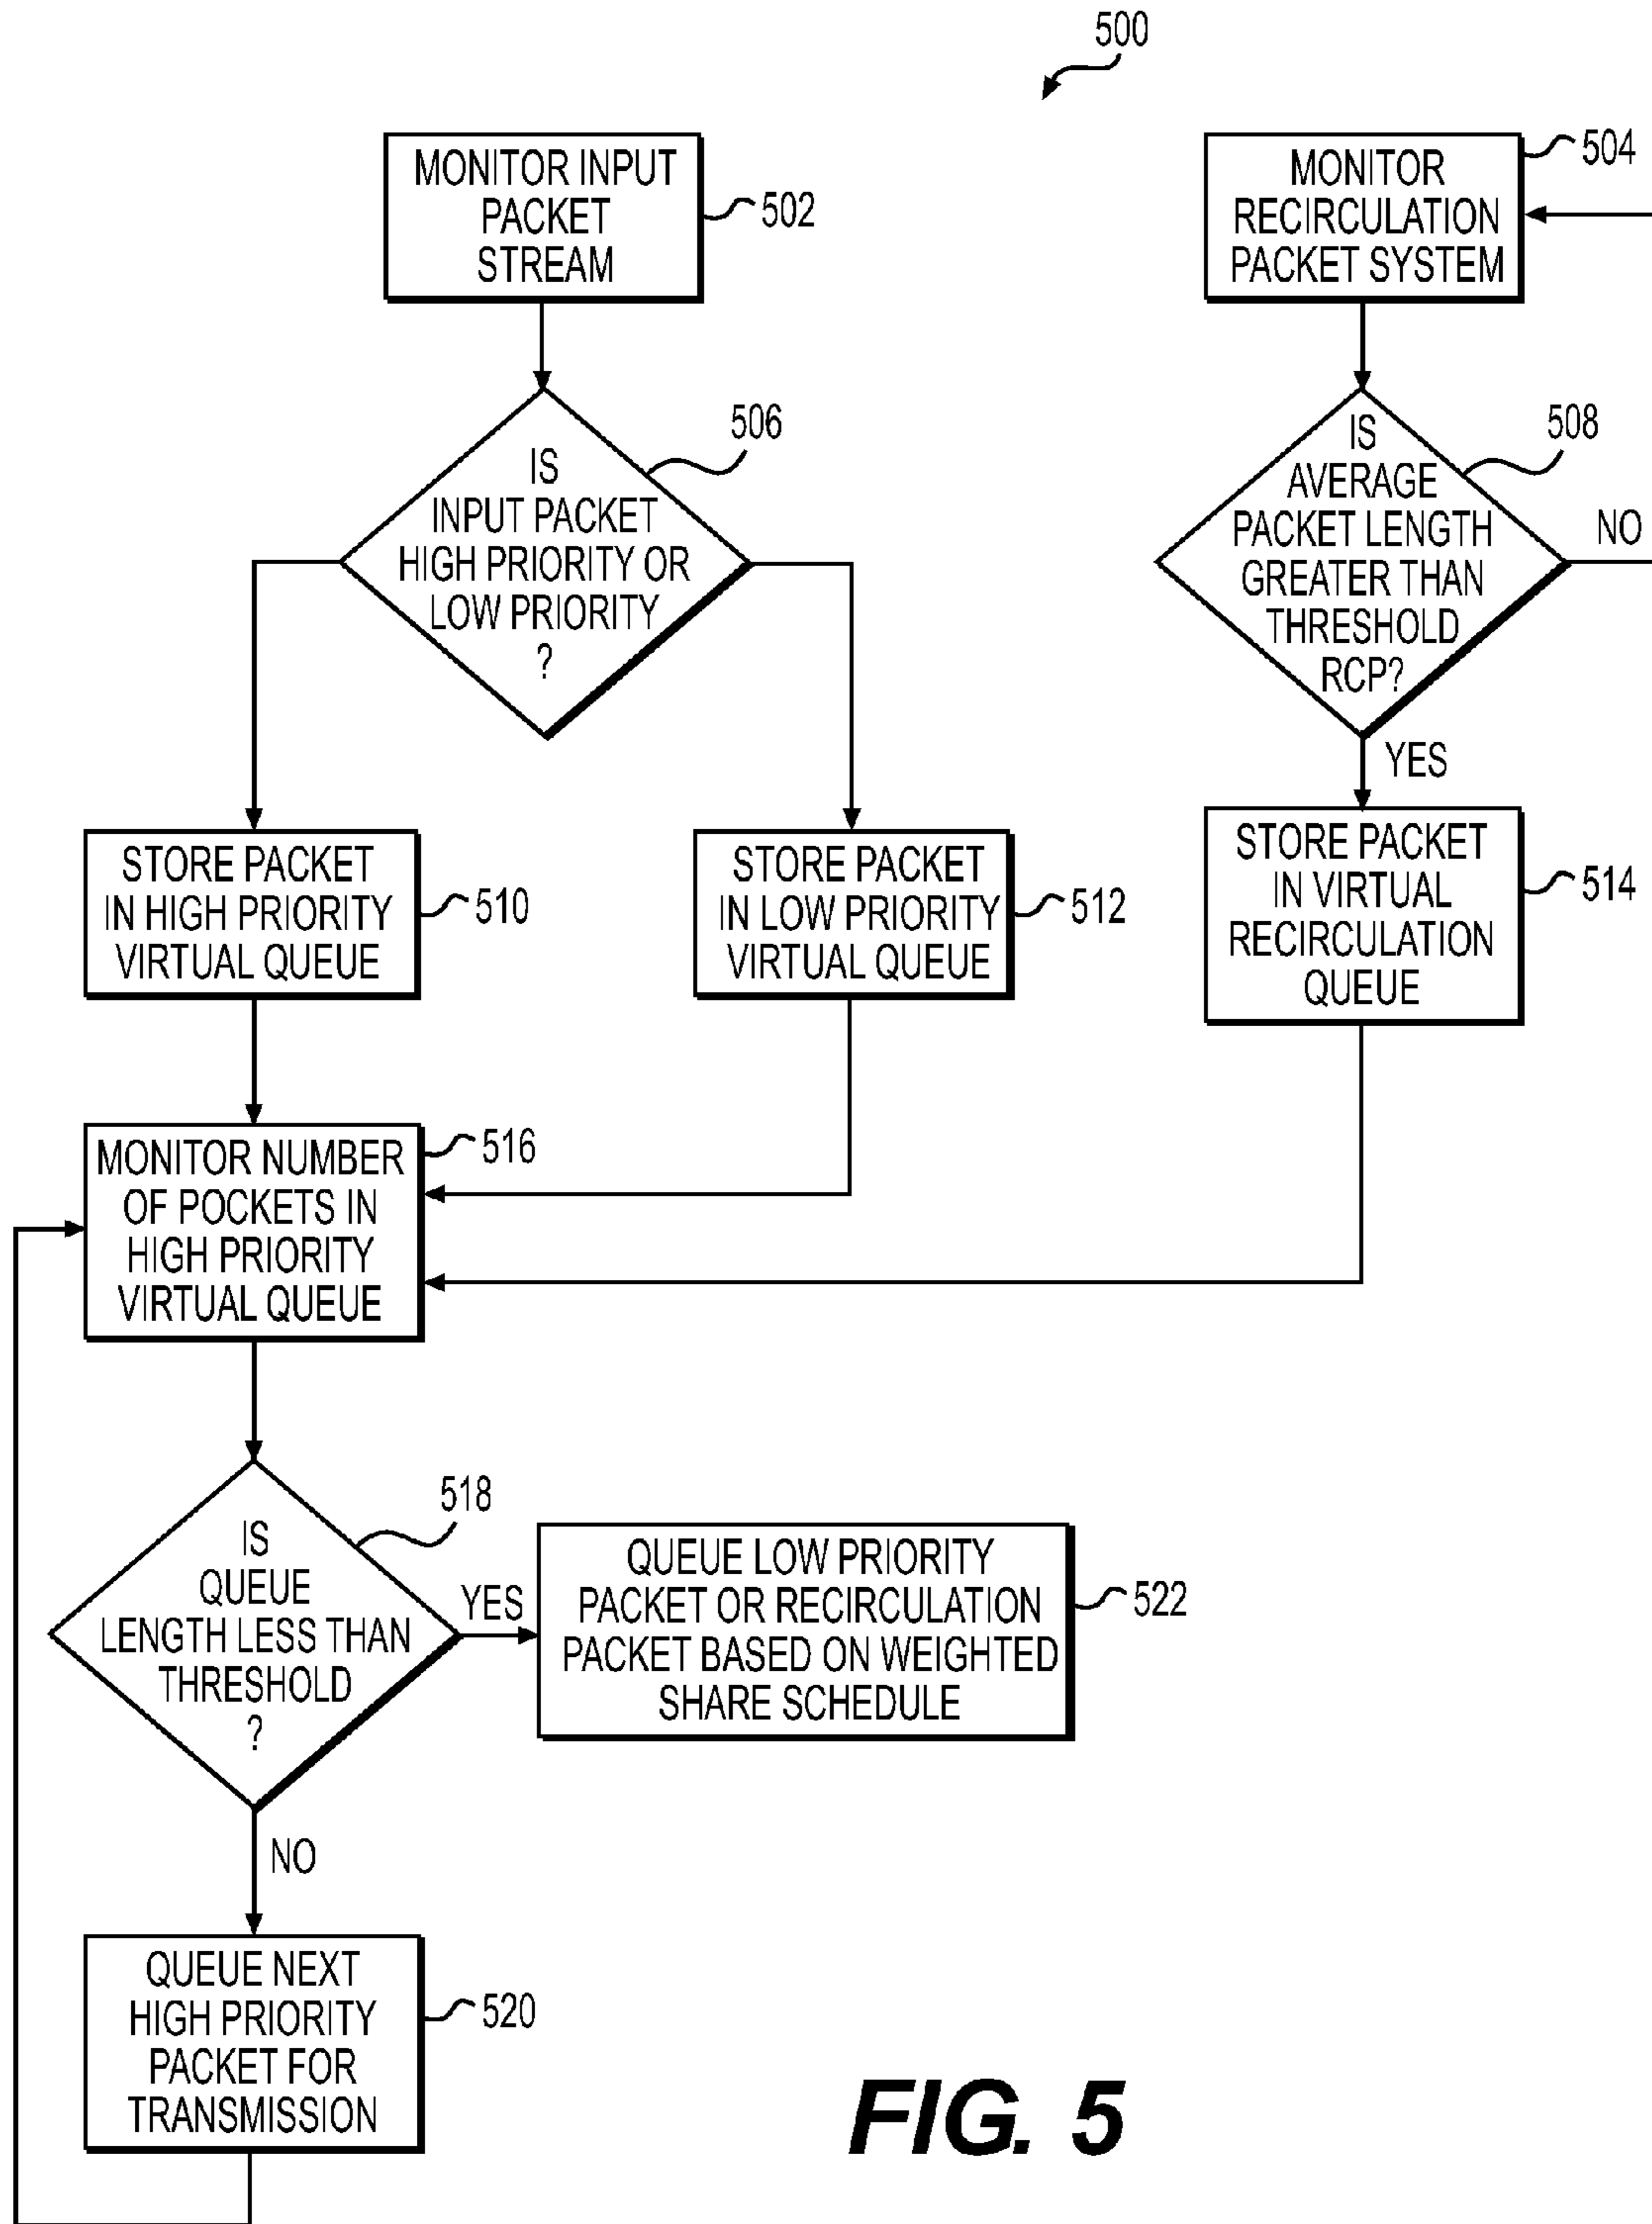 500
MONITOR INPUT
PACKET
STREAM
502
MONITOR
RECIRCULATION
PACKET SYSTEM
504
IS
INPUT PACKET
HIGH PRIORITY OR
LOW PRIORITY
?
506
IS
AVERAGE
PACKET LENGTH
GREATER THAN
THRESHOLD
RCP?
508
NO
YES
STORE PACKET
IN HIGH PRIORITY
VIRTUAL QUEUE
510
STORE PACKET
IN LOW PRIORITY
VIRTUAL QUEUE
512
STORE PACKET
IN VIRTUAL
RECIRCULATION
QUEUE
514
MONITOR NUMBER
OF POCKETS IN
HIGH PRIORITY
VIRTUAL QUEUE
516
IS
QUEUE
LENGTH LESS THAN
THRESHOLD
?
518
YES
QUEUE LOW PRIORITY
PACKET OR RECIRCULATION
PACKET BASED ON WEIGHTED
SHARE SCHEDULE
522
NO
QUEUE NEXT
HIGH PRIORITY
PACKET FOR
TRANSMISSION
520
FIG. 5